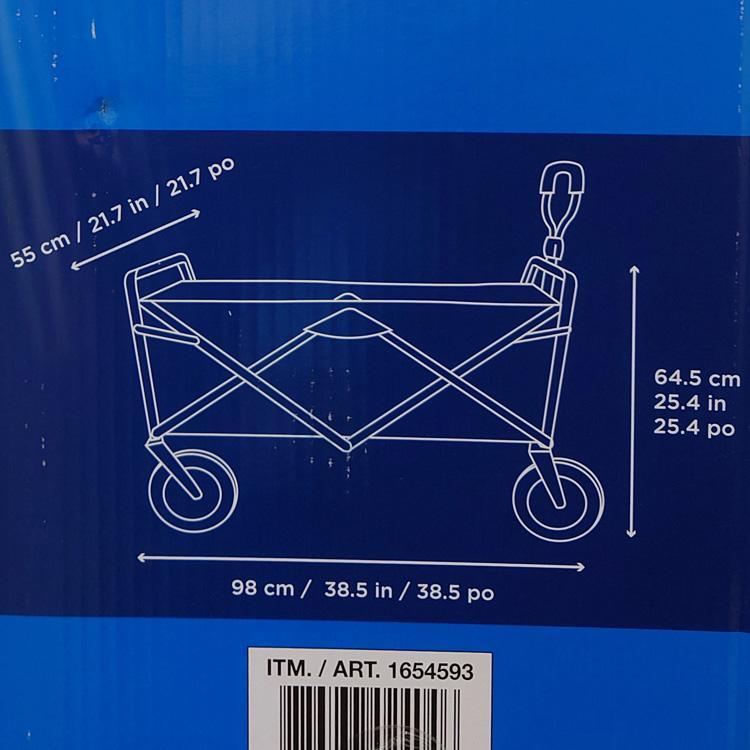 55 cm / 21.7 in / 21.7 po
64.5 cm
25.4 in
25.4 po
98 cm / 38.5 in / 38.5 po
ITM. / ART. 1654593